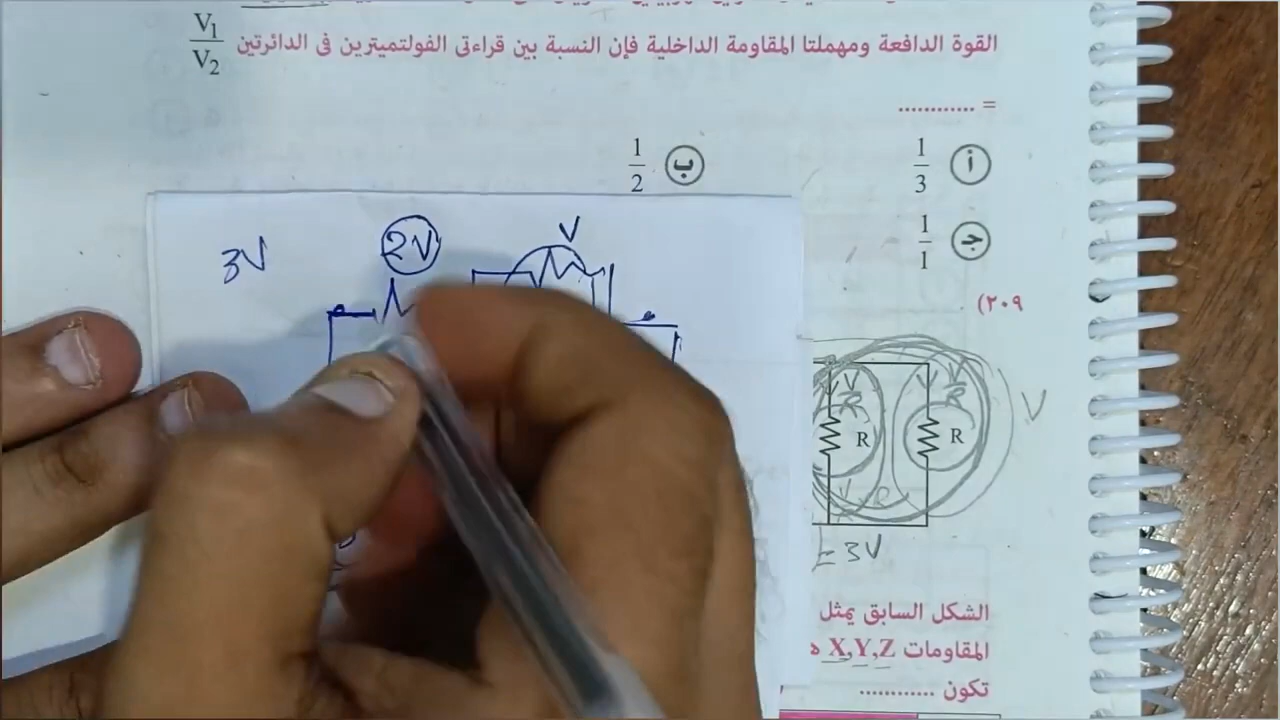 القوة الدافعة ومهملتا المقاومة الداخلية فإن النسبة بين قراءتى الفولتميترين فى الدائرتين V₁/V₂
= ............
أ 1/3
ب 1/2
جـ 1/1
٢٠٩)
3V
2V
V
V/R
V/R
R
R
V
= 3V
الشكل السابق يمثل
المقاومات X,Y,Z
تكون ............